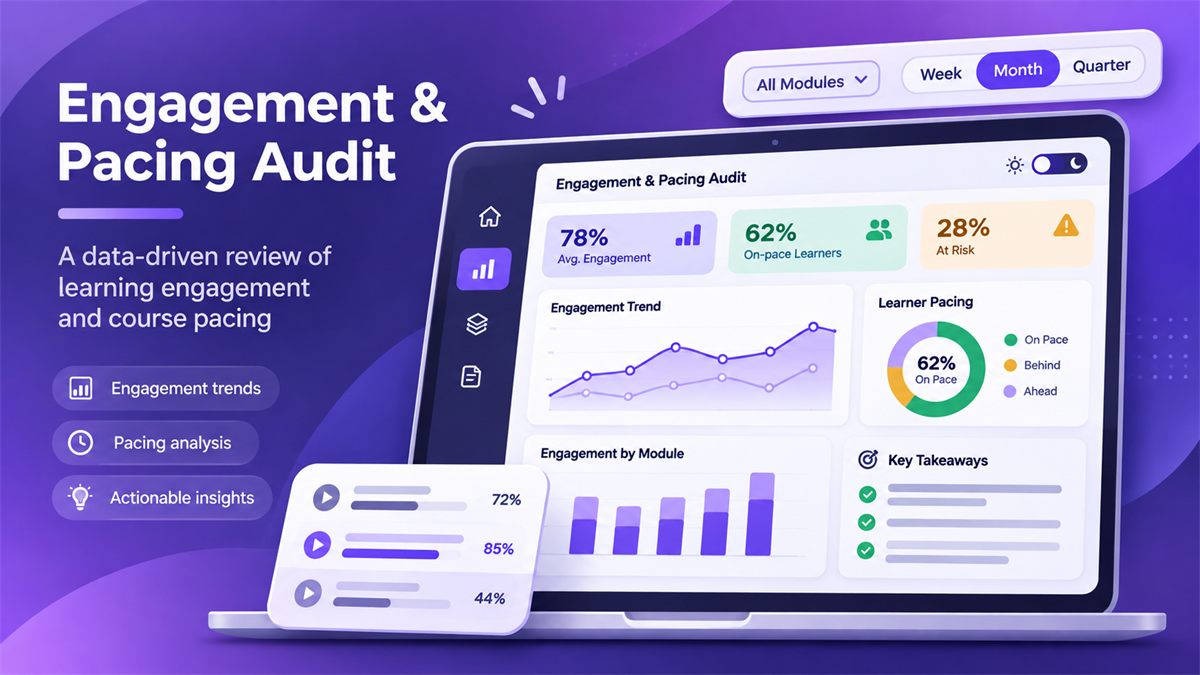 Engagement &
Pacing Audit
A data-driven review of
learning engagement
and course pacing
Engagement trends
Pacing analysis
Actionable insights
All Modules
Week
Month
Quarter
Engagement & Pacing Audit
78%
Avg. Engagement
62%
On-pace Learners
28%
At Risk
Engagement Trend
Learner Pacing
62%
On Pace
On Pace
Behind
Ahead
Engagement by Module
Key Takeaways
72%
85%
44%